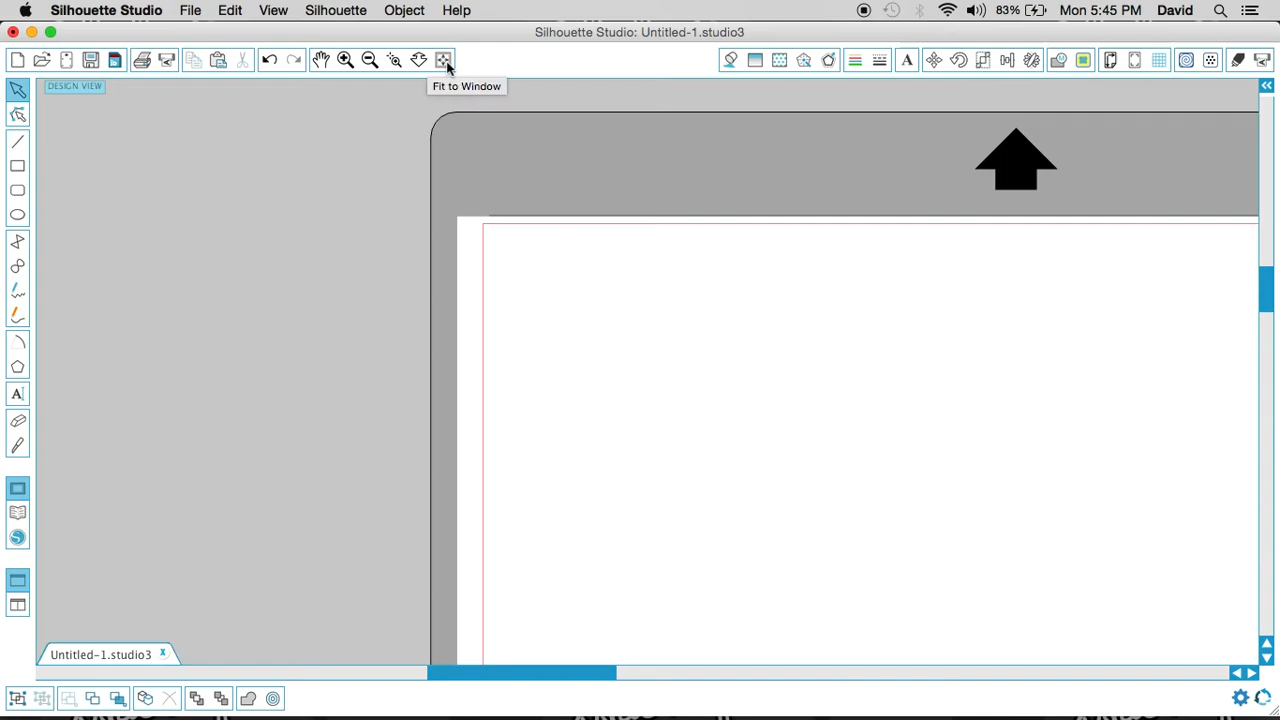 Silhouette Studio File Edit View Silhouette Object Help 83% Mon 5:45 PM David
Silhouette Studio: Untitled-1.studio3
Fit to Window
DESIGN VIEW
Untitled-1.studio3 x